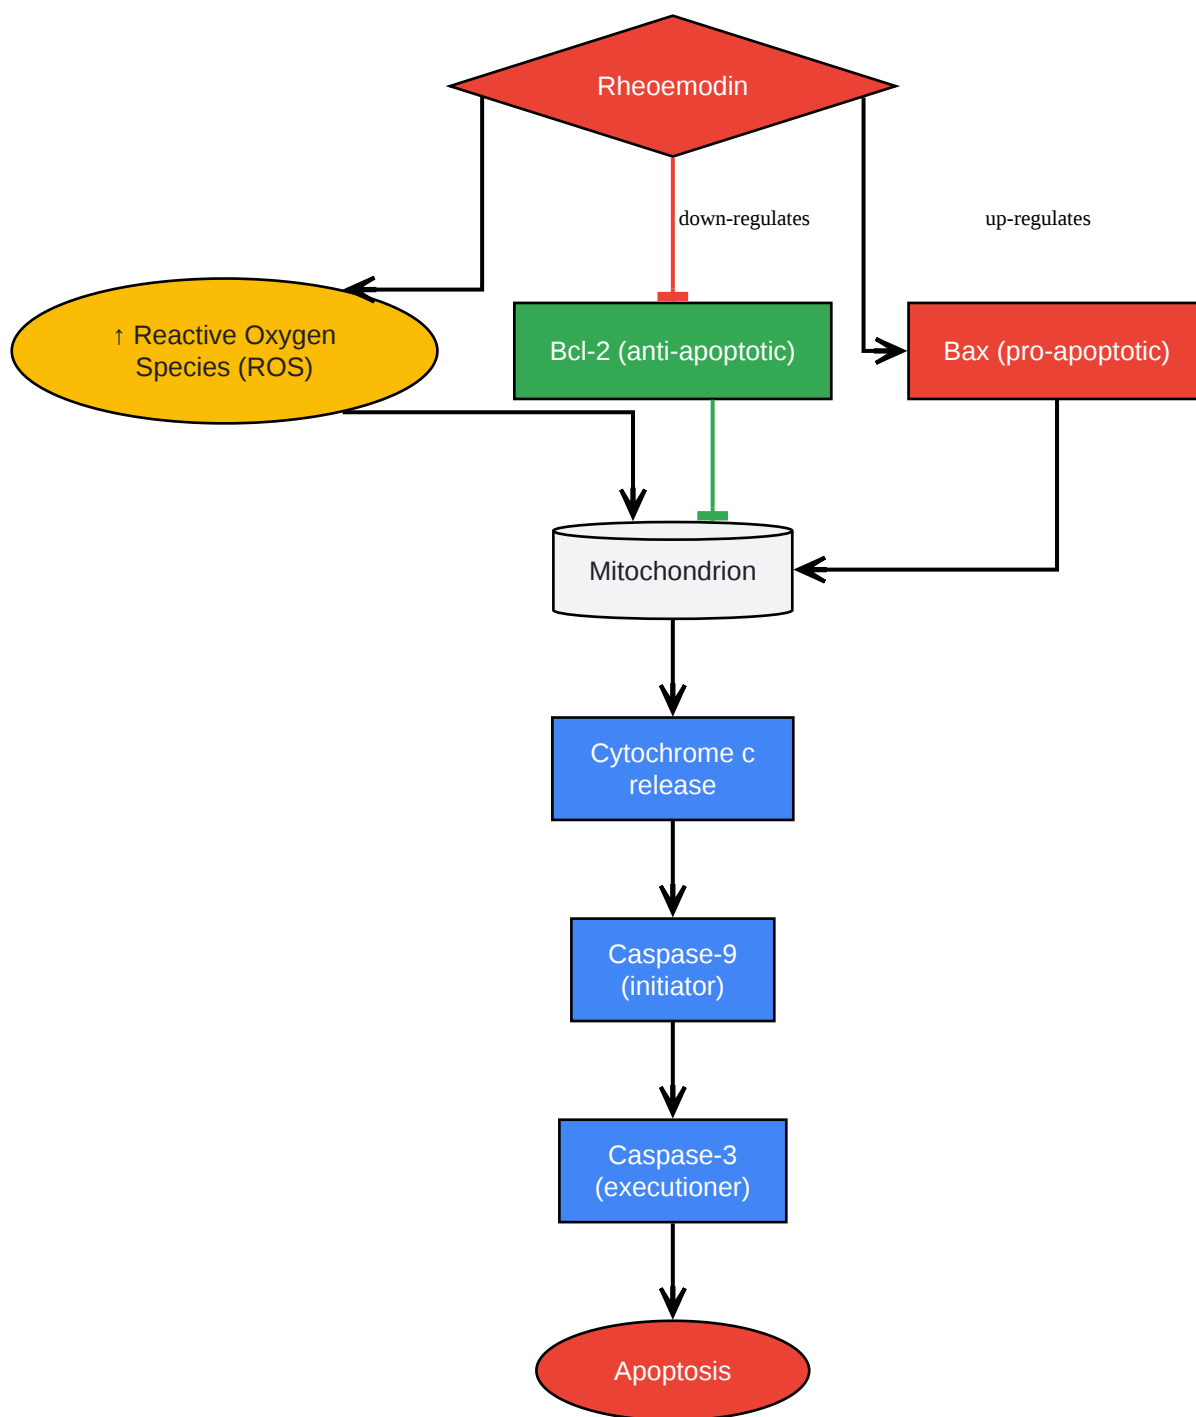 Rheoemodin
down-regulates
up-regulates
↑ Reactive Oxygen
Species (ROS)
Bcl-2 (anti-apoptotic)
Bax (pro-apoptotic)
Mitochondrion
Cytochrome c
release
Caspase-9
(initiator)
Caspase-3
(executioner)
Apoptosis